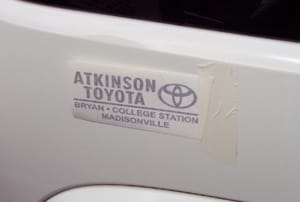 ATKINSON
TOYOTA
BRYAN • COLLEGE STATION
MADISONVILLE